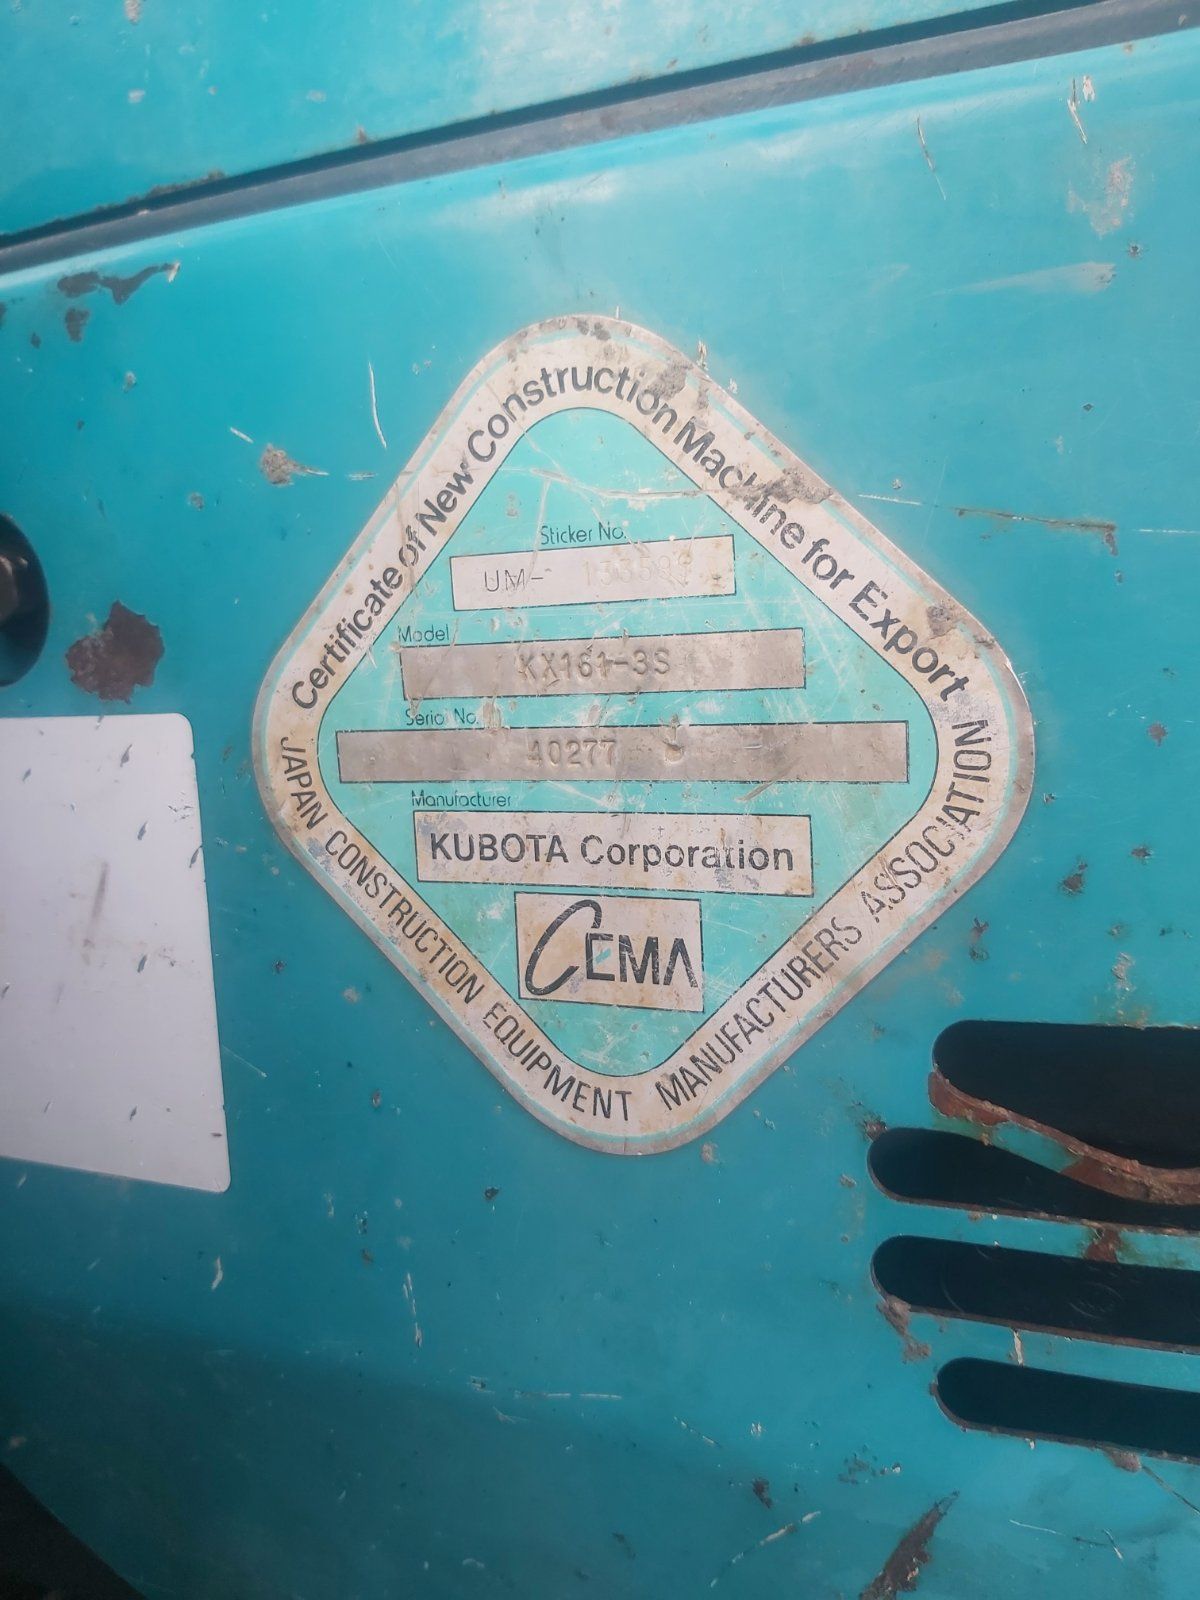 Certificate of New Construction Machine for Export
Sticker No.
UM-
Model
KX161-3S
Serial No.
10277
Manufacturer
KUBOTA Corporation
CEMA
JAPAN CONSTRUCTION EQUIPMENT MANUFACTURERS ASSOCIATION